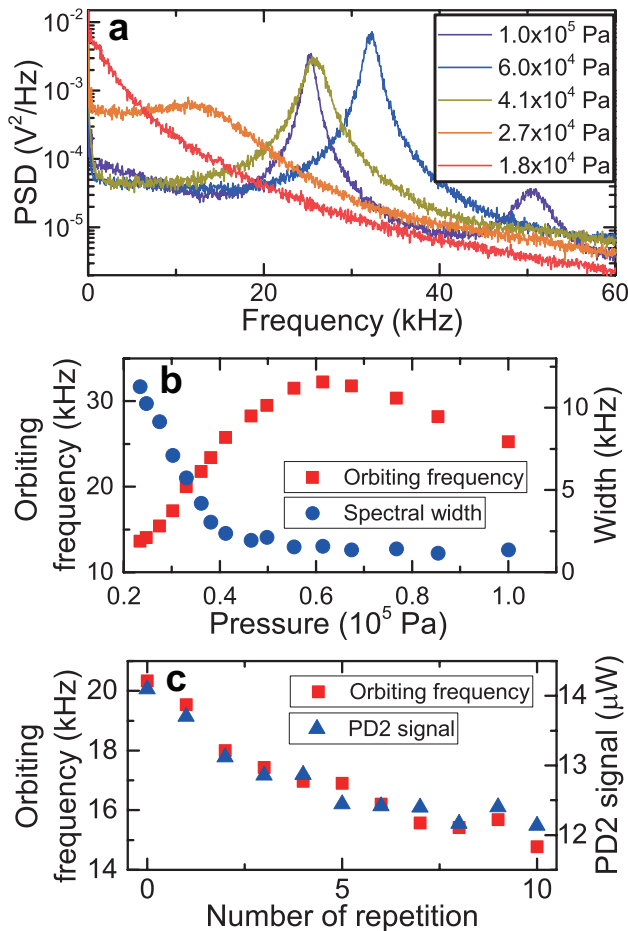 a
10⁻²
10⁻³
10⁻⁴
10⁻⁵
PSD (V²/Hz)
1.0x10⁵ Pa
6.0x10⁴ Pa
4.1x10⁴ Pa
2.7x10⁴ Pa
1.8x10⁴ Pa
0 20 40 60
Frequency (kHz)
b
Orbiting
frequency (kHz)
30
25
20
15
10
Orbiting frequency
Spectral width
10
5
0
Width (kHz)
0.2 0.4 0.6 0.8 1.0
Pressure (10⁵ Pa)
c
Orbiting
frequency (kHz)
20
18
16
14
Orbiting frequency
PD2 signal
14
13
12
PD2 signal (μW)
0 5 10
Number of repetition